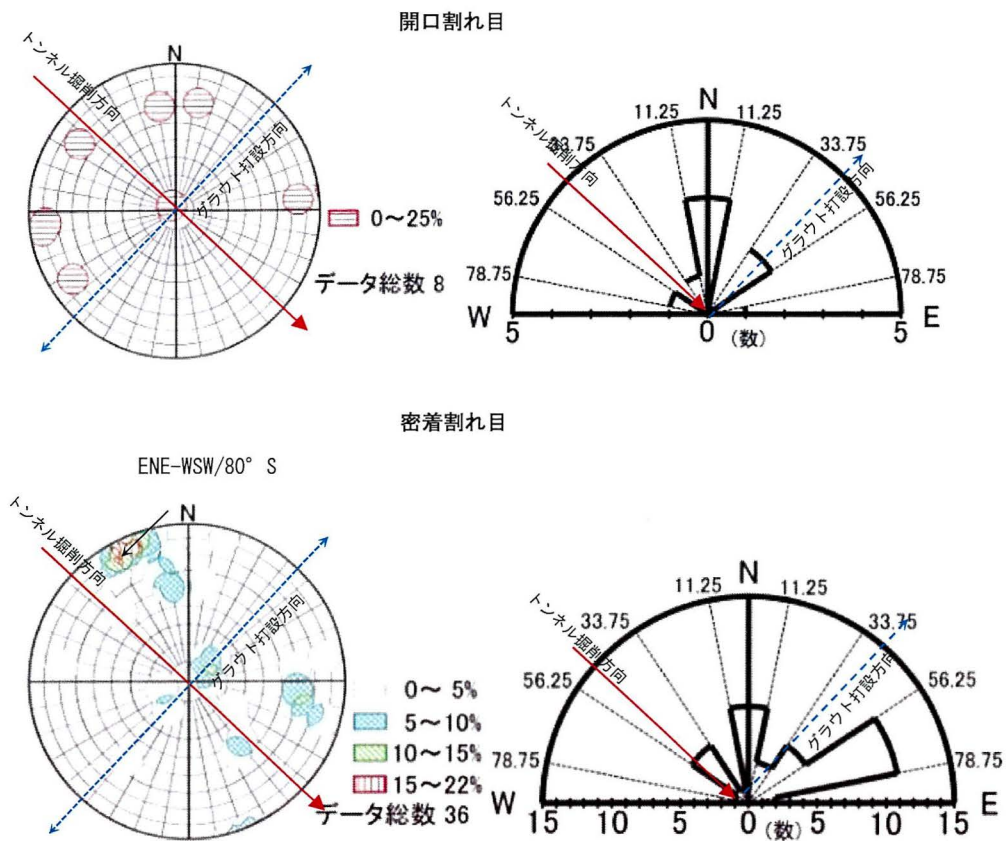 開口割れ目
N
トンネル掘削方向
グラウト打設方向
0～25%
データ総数 8
N
11.25
11.25
33.75
33.75
56.25
56.25
78.75
トンネル掘削方向
グラウト打設方向
W
E
5
0
(数)
5
密着割れ目
ENE-WSW/80° S
N
トンネル掘削方向
グラウト打設方向
0～ 5%
5～10%
10～15%
15～22%
データ総数 36
N
11.25
11.25
33.75
33.75
56.25
56.25
78.75
78.75
トンネル掘削方向
グラウト打設方向
W
E
15
10
5
0
(数)
5
10
15